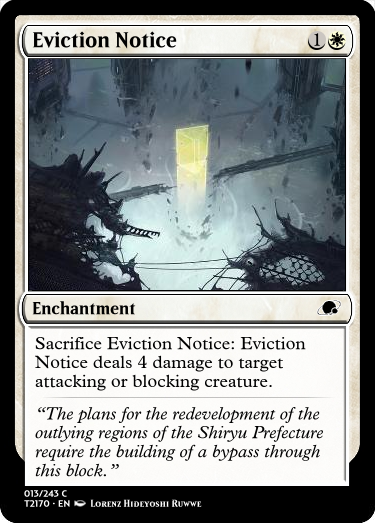 Eviction Notice 1
Enchantment
Sacrifice Eviction Notice: Eviction
Notice deals 4 damage to target
attacking or blocking creature.
“The plans for the redevelopment of the
outlying regions of the Shiryu Prefecture
require the building of a bypass through
this block.”
013/243 C
T2170 · EN Lorenz Hideyoshi Ruwwe